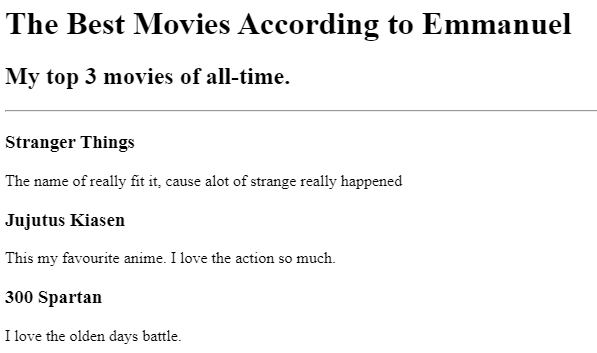 The Best Movies According to Emmanuel
My top 3 movies of all-time.
Stranger Things
The name of really fit it, cause alot of strange really happened
Jujutus Kiasen
This my favourite anime. I love the action so much.
300 Spartan
I love the olden days battle.